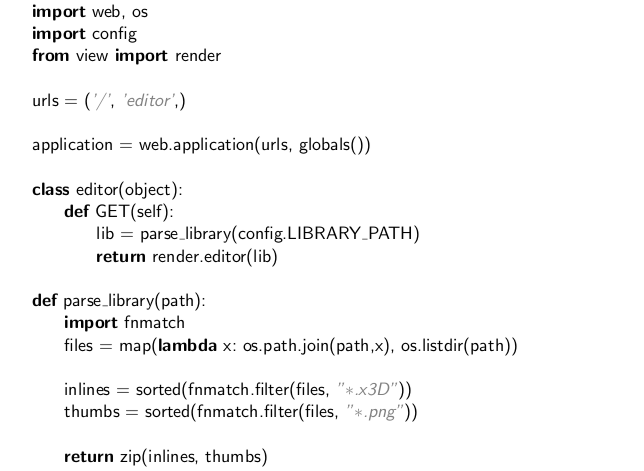 import web, os
import config
from view import render

urls = ('/', 'editor',)

application = web.application(urls, globals())

class editor(object):
    def GET(self):
        lib = parse_library(config.LIBRARY_PATH)
        return render.editor(lib)

def parse_library(path):
    import fnmatch
    files = map(lambda x: os.path.join(path,x), os.listdir(path))

    inlines = sorted(fnmatch.filter(files, "*.x3D"))
    thumbs = sorted(fnmatch.filter(files, "*.png"))

    return zip(inlines, thumbs)